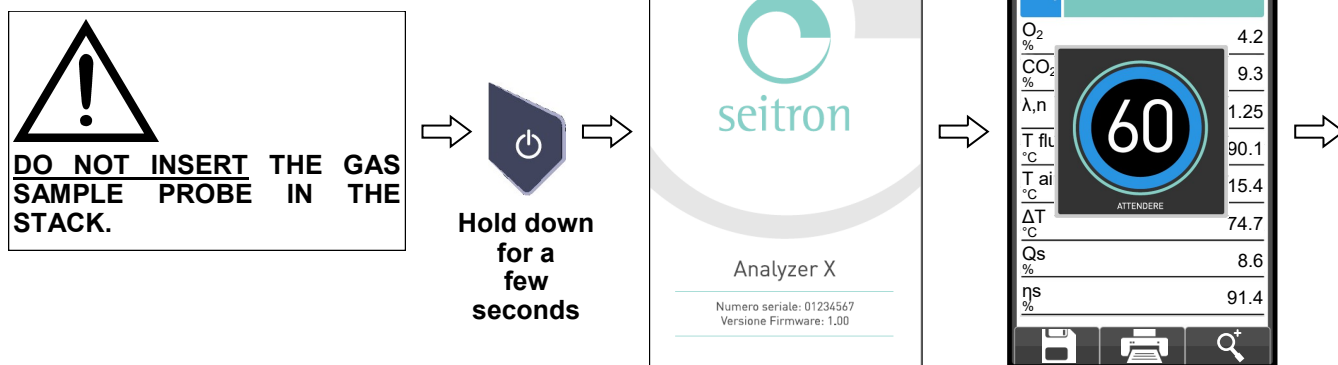 DO NOT INSERT THE GAS
SAMPLE PROBE IN THE
STACK.
Hold down
for a
few
seconds
seitron
Analyzer X
Numero seriale: 01234567
Versione Firmware: 1.00
O₂ 4.2
%
CO₂ 9.3
%
λ,n 1.25
T flu 90.1
°C
T ai 15.4
°C
ΔT 74.7
°C
Qs 8.6
%
ηs 91.4
%
60
ATTENDERE